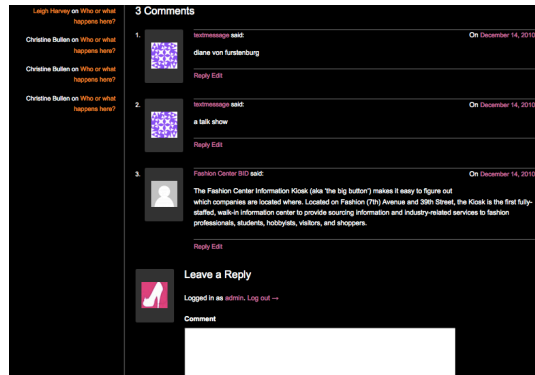 Leigh Harvey on Who or what
happens here?
Christine Bullen on Who or what
happens here?
Christine Bullen on Who or what
happens here?
Christine Bullen on Who or what
happens here?
3 Comments
1. textmessage said: On December 14, 2010
diane von furstenburg
Reply Edit
2. textmessage said: On December 14, 2010
a talk show
Reply Edit
3. Fashion Center BID said: On December 14, 2010
The Fashion Center Information Kiosk (aka 'the big button') makes it easy to figure out
which companies are located where. Located on Fashion (7th) Avenue and 39th Street, the Kiosk is the first fully-
staffed, walk-in information center to provide sourcing information and industry-related services to fashion
professionals, students, hobbyists, visitors, and shoppers.
Reply Edit
Leave a Reply
Logged in as admin. Log out →
Comment